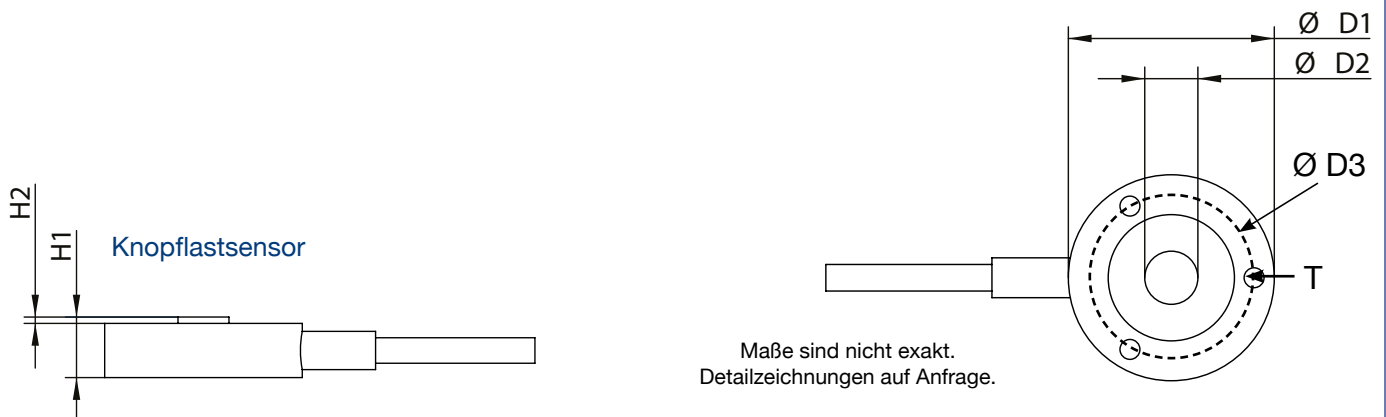 Ø D1
Ø D2
Ø D3
H2
H1
Knopflastsensor
T
Maße sind nicht exakt.
Detailzeichnungen auf Anfrage.